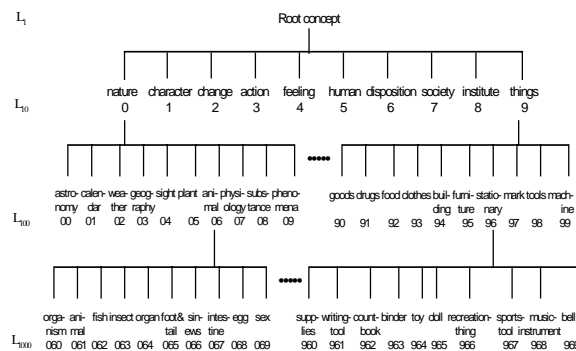 L1 Root concept
nature character change action feeling human disposition society institute things
L10 0 1 2 3 4 5 6 7 8 9
astro- calen- wea- geog- sight plant ani- physi- subs- pheno- goods drugs food clothes buil- furni- statio- mark tools mach-
nomy dar ther raphy mal ology tance mena ding ture nary ine
L100 00 01 02 03 04 05 06 07 08 09 90 91 92 93 94 95 96 97 98 99
orga- ani- fish insect organ foot& sin- intes- egg sex supp- writing- count- binder toy doll recreation- sports- music- bell
nism mal tail ews tine lies tool book thing tool instrument
L1000 060 061 062 063 064 065 066 067 068 069 960 961 962 963 964 965 966 967 968 969